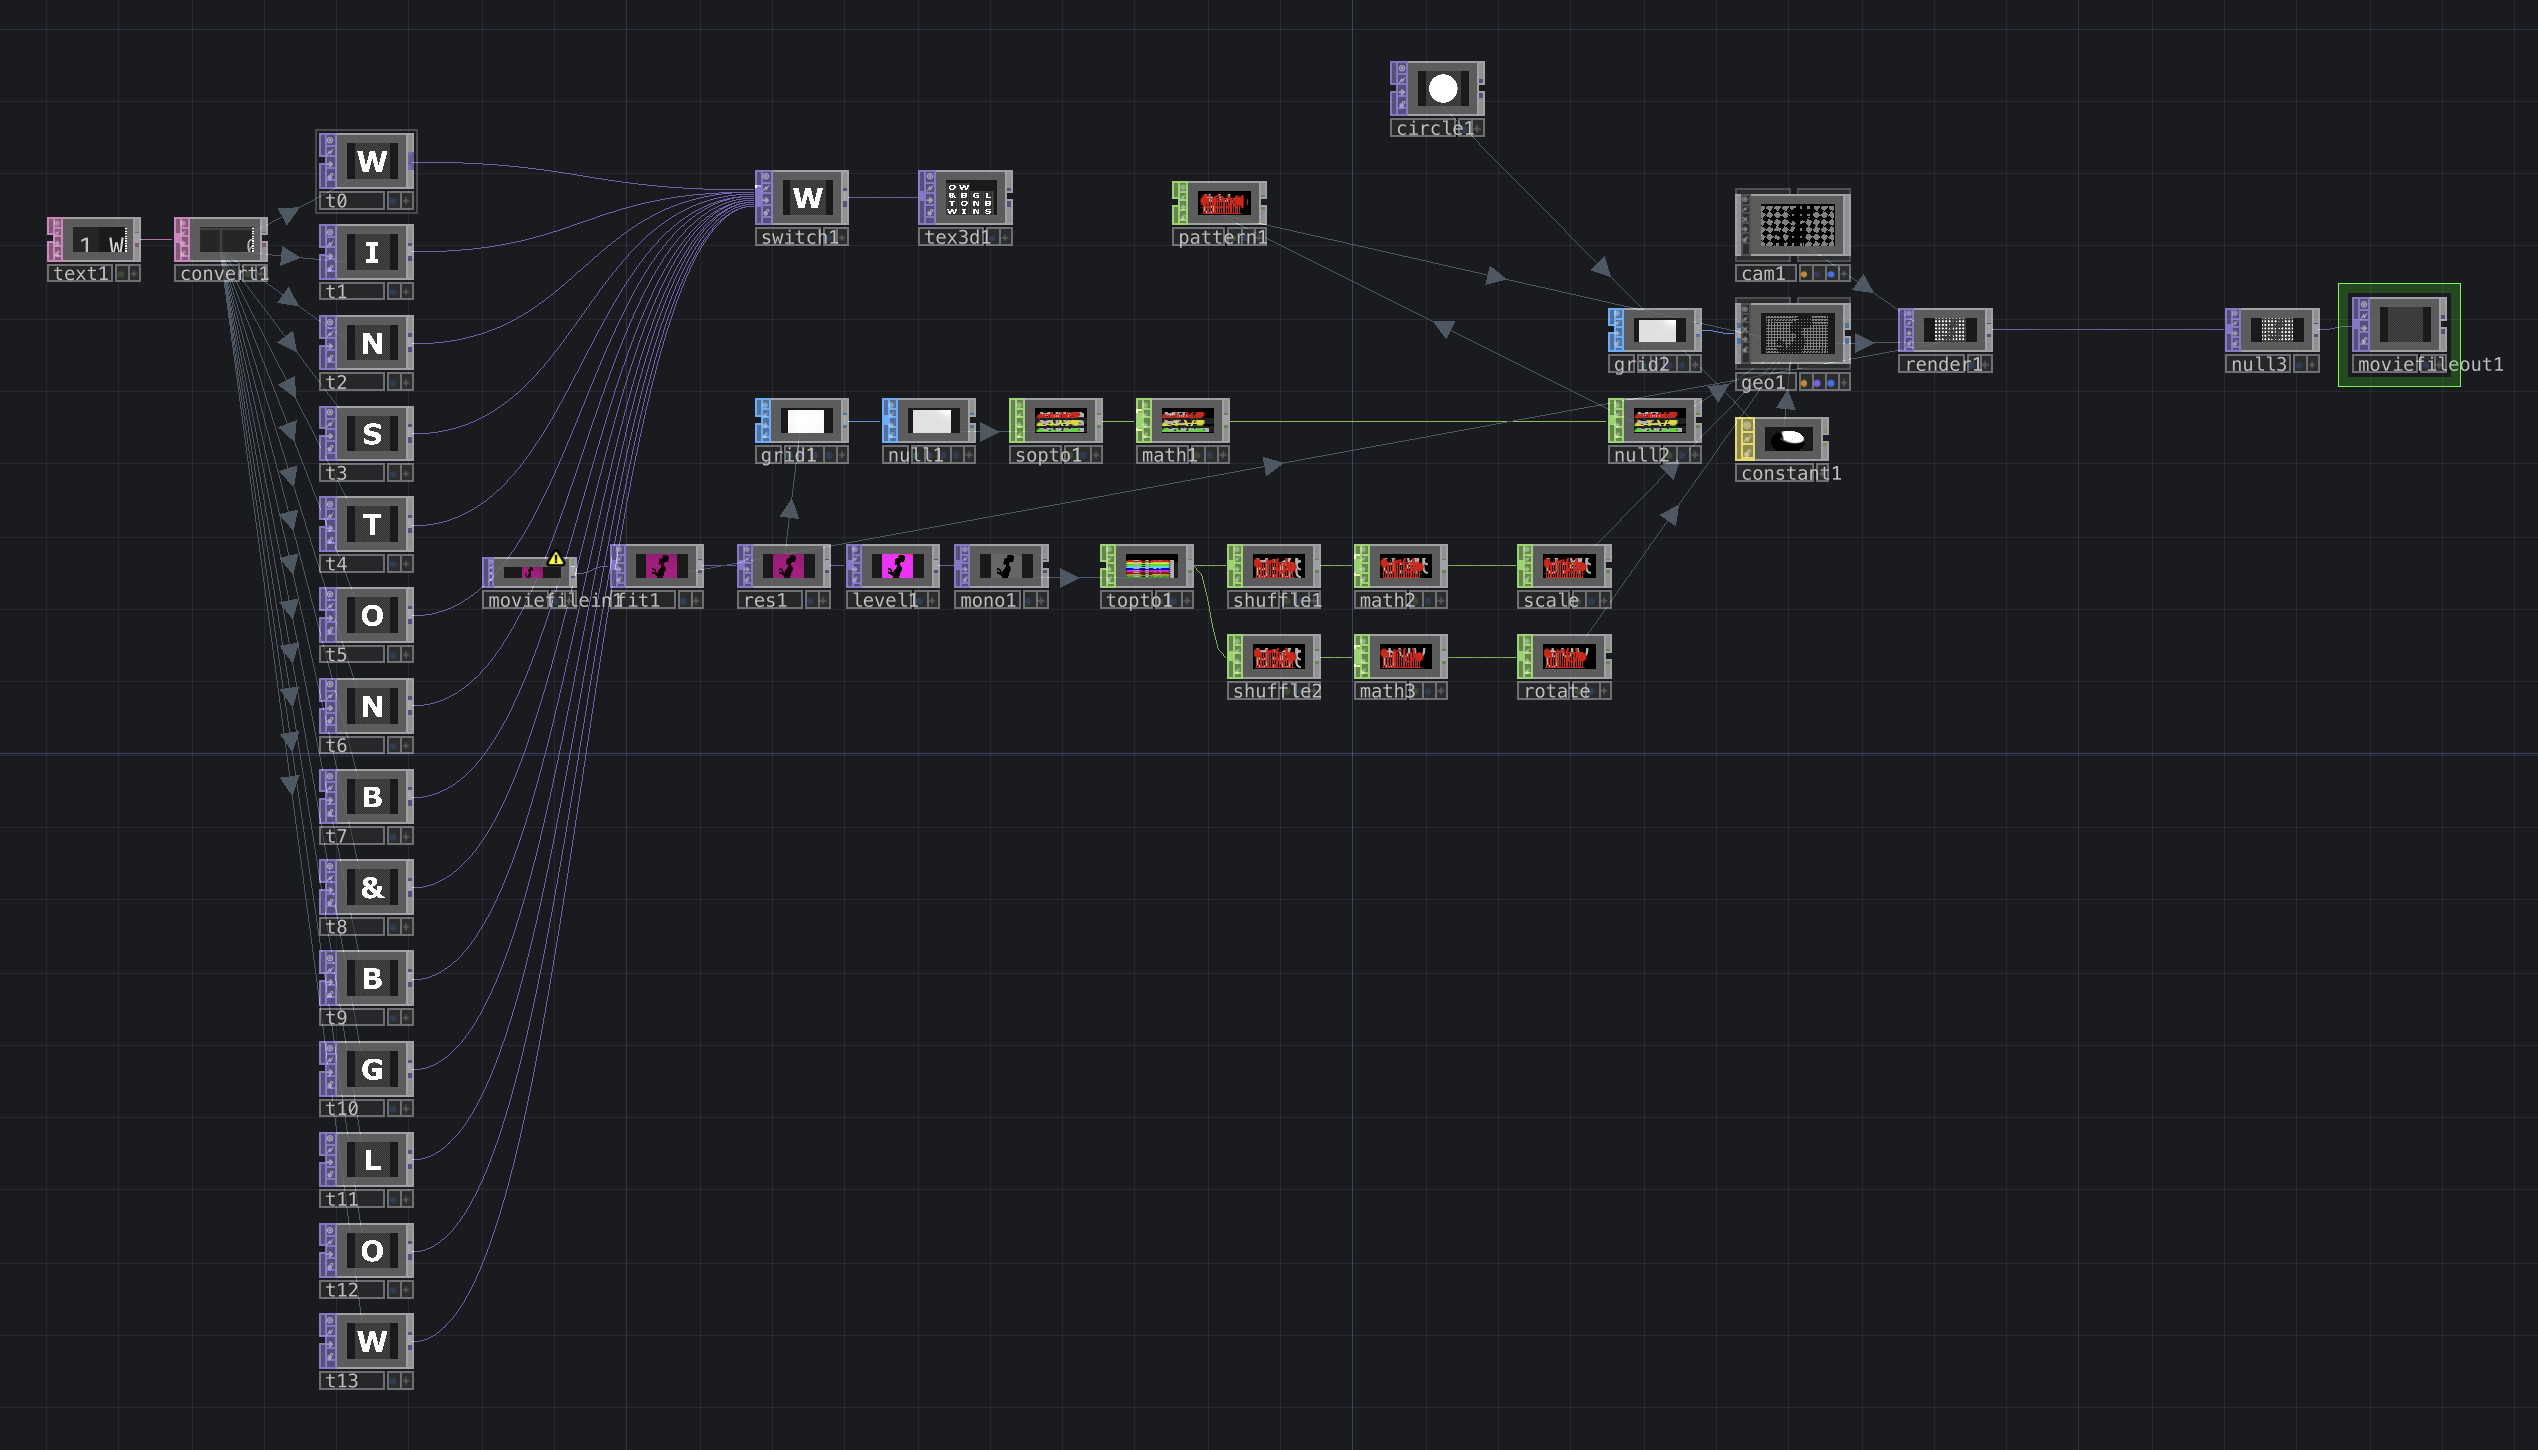 circle1
W
t0
W
switch1
O W
& B G L
T O N B
W I N S
tex3d1
pattern1
1 W
text1
convert1
I
t1
cam1
N
t2
grid2
geo1
render1
null3
moviefileout1
S
t3
grid1
null1
sopto1
math1
null2
constant1
T
t4
moviefilein1
fit1
res1
level1
mono1
topto1
shuffle1
math2
scale
O
t5
shuffle2
math3
rotate
N
t6
B
t7
&
t8
B
t9
G
t10
L
t11
O
t12
W
t13